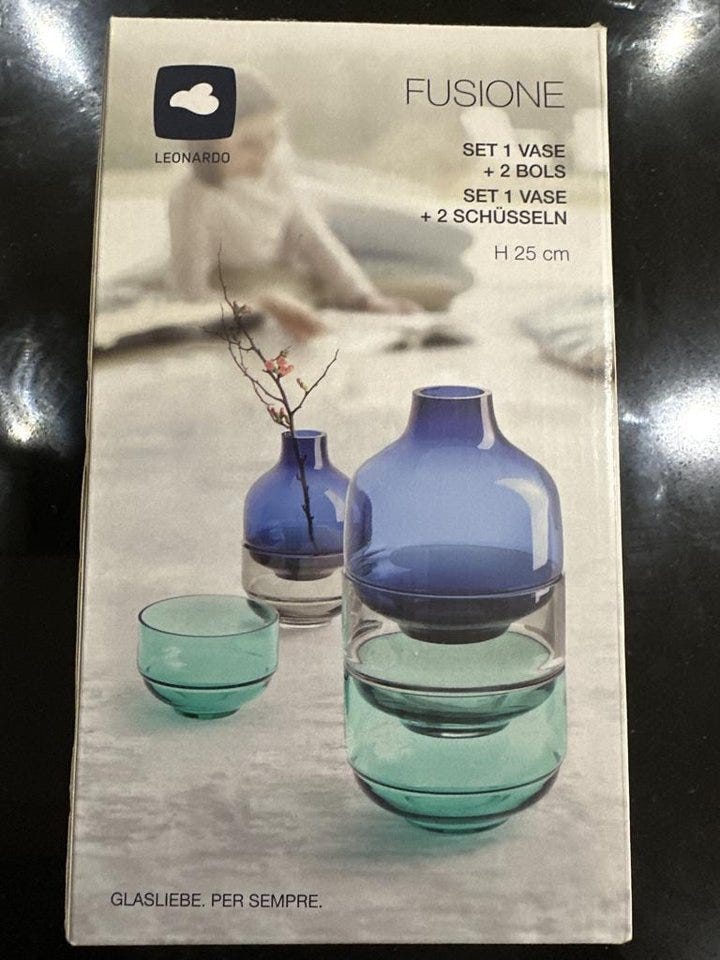 LEONARDO
FUSIONE
SET 1 VASE
+ 2 BOLS
SET 1 VASE
+ 2 SCHÜSSELN
H 25 cm
GLASLIEBE. PER SEMPRE.